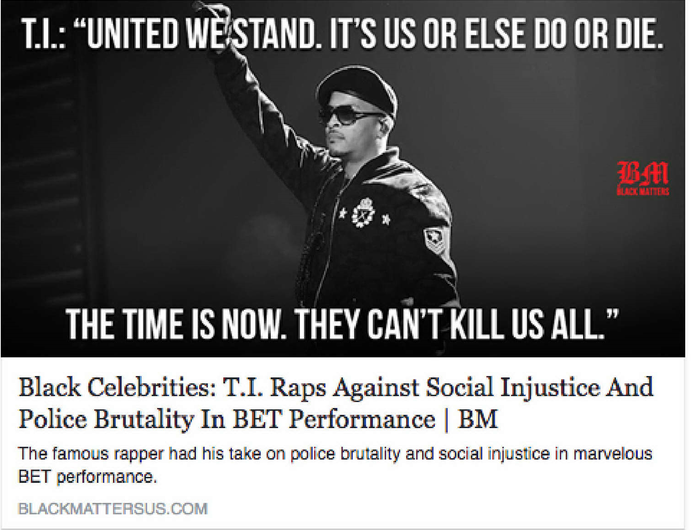 T.I.: “UNITED WE STAND. IT’S US OR ELSE DO OR DIE.
BM
BLACK MATTERS
THE TIME IS NOW. THEY CAN’T KILL US ALL.”
Black Celebrities: T.I. Raps Against Social Injustice And
Police Brutality In BET Performance | BM
The famous rapper had his take on police brutality and social injustice in marvelous
BET performance.
BLACKMATTERSUS.COM